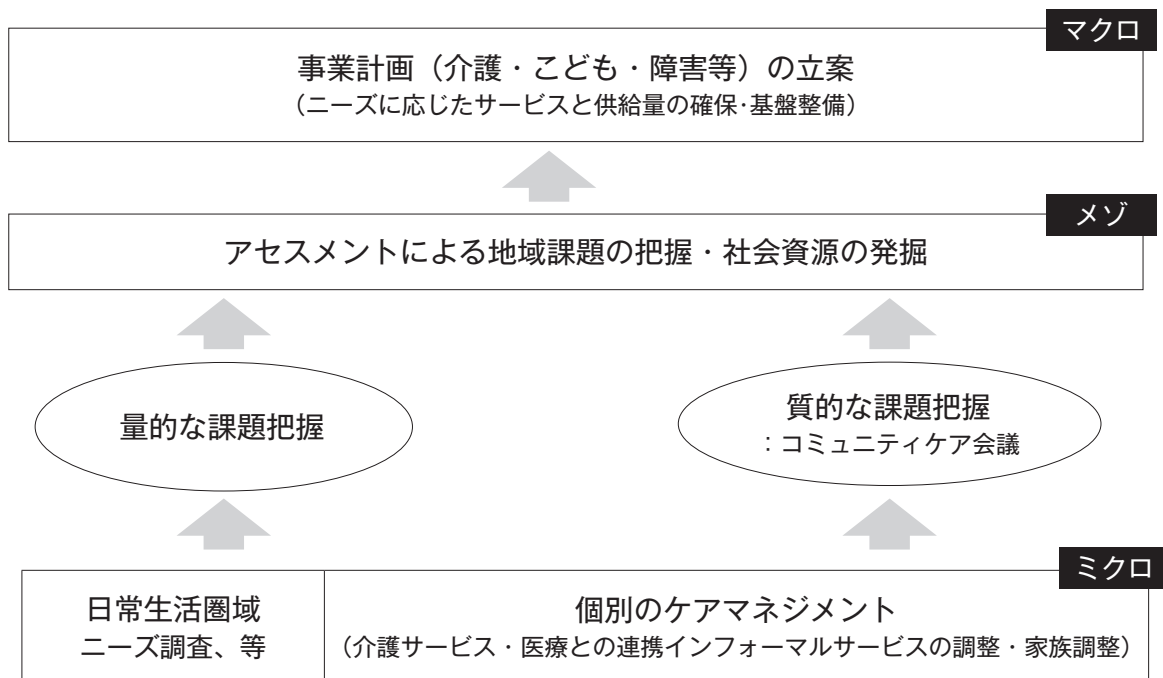 マクロ
事業計画（介護・こども・障害等）の立案
（ニーズに応じたサービスと供給量の確保･基盤整備）
メゾ
アセスメントによる地域課題の把握・社会資源の発掘
量的な課題把握
質的な課題把握
：コミュニティケア会議
ミクロ
日常生活圏域
ニーズ調査、等
個別のケアマネジメント
（介護サービス・医療との連携インフォーマルサービスの調整・家族調整）